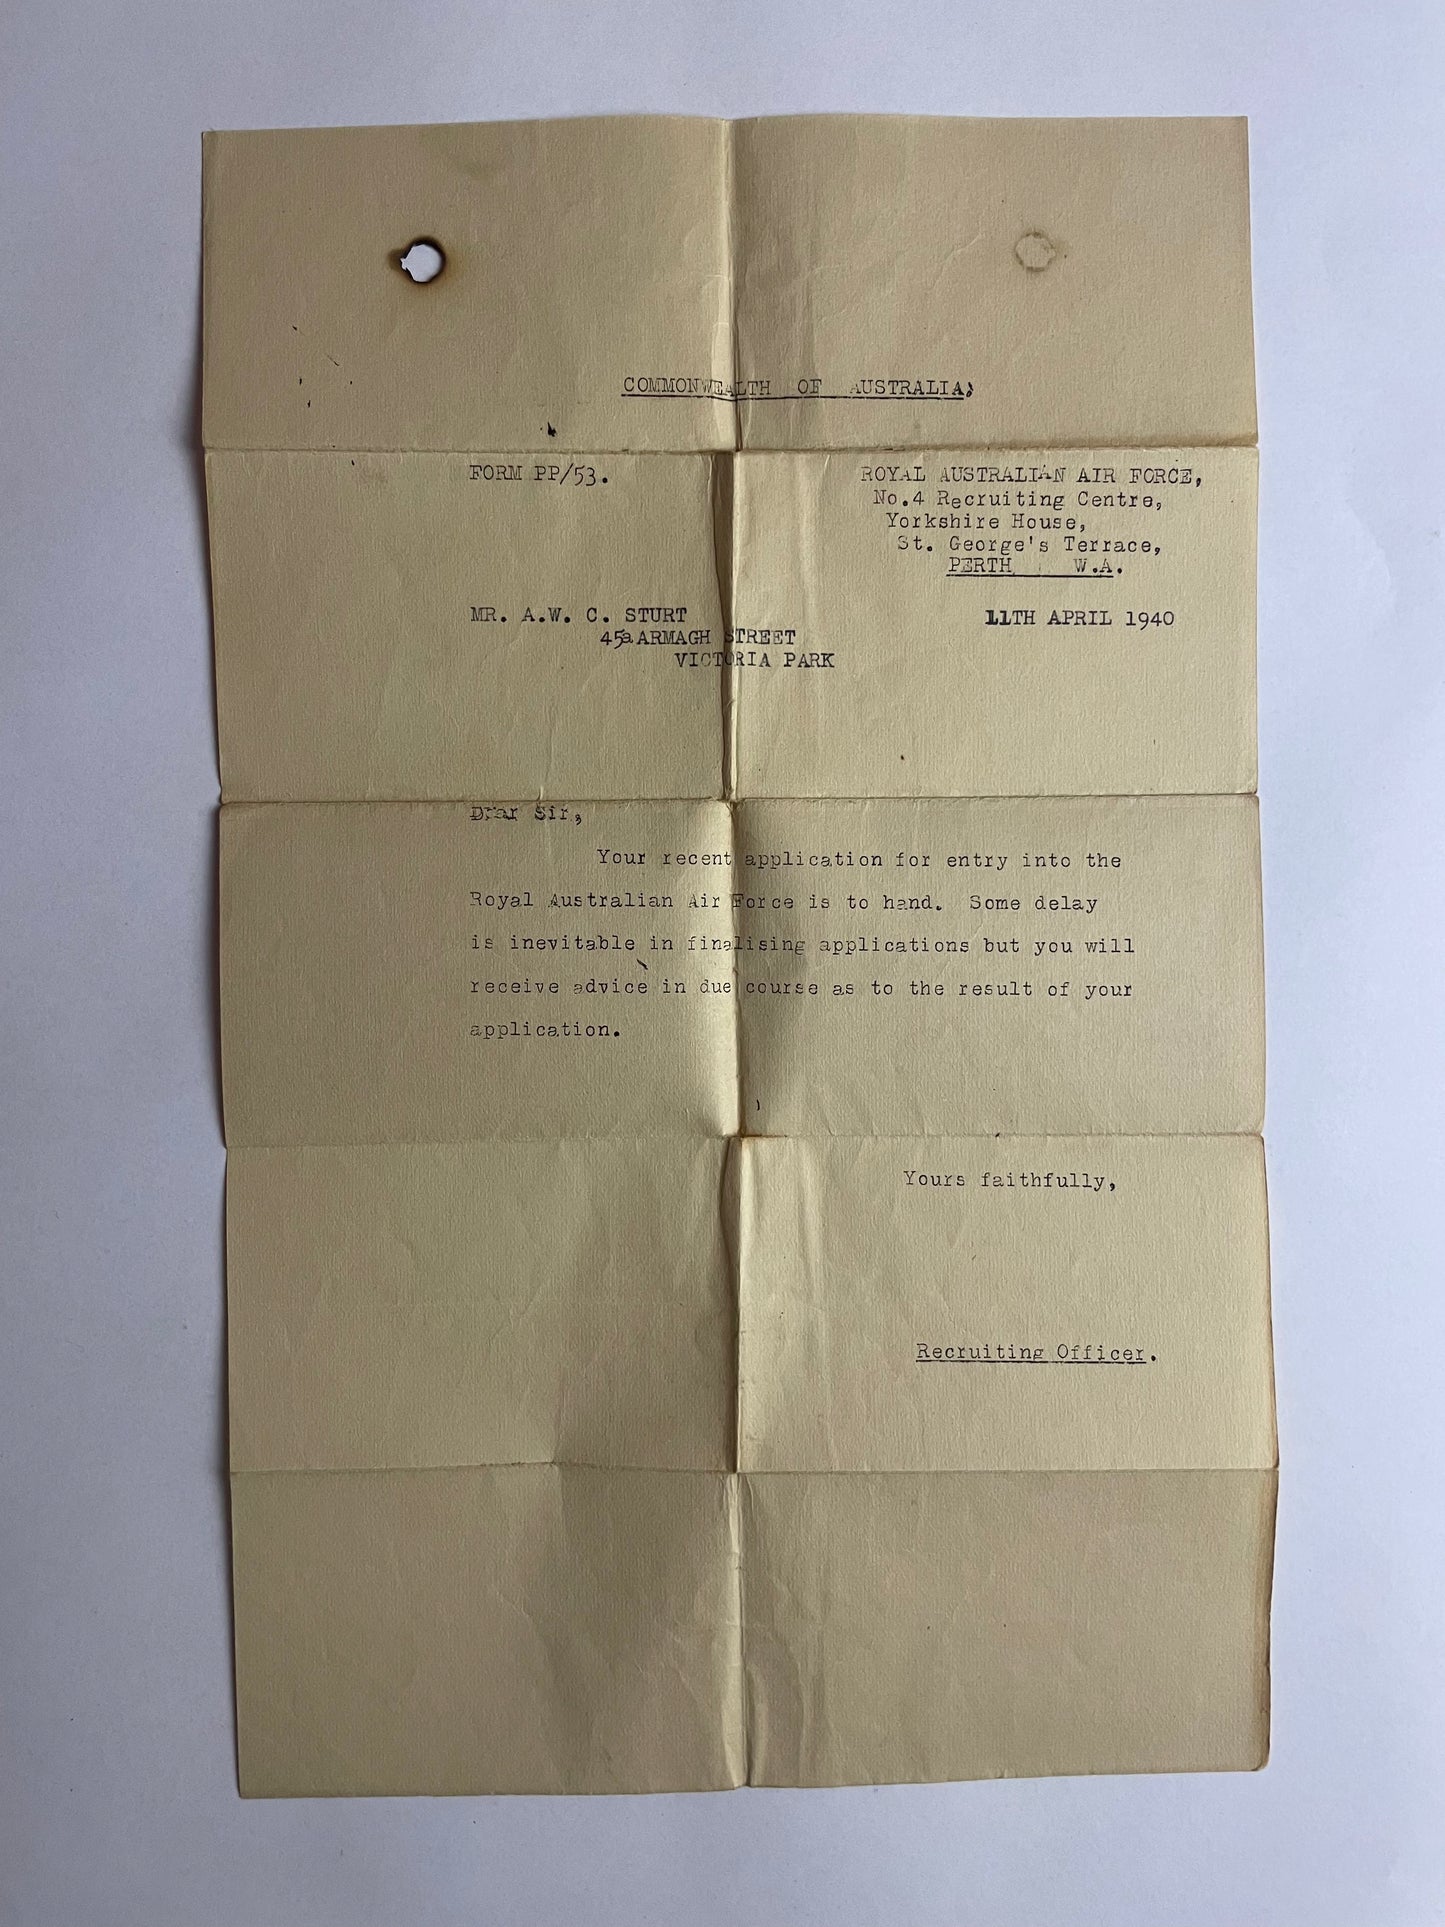 COMMONWEALTH OF AUSTRALIA;
FORM PP/53.
ROYAL AUSTRALIAN AIR FORCE,
No.4 Recruiting Centre,
Yorkshire House,
St. George's Terrace,
PERTH W.A.
MR. A.W. C. STURT
11TH APRIL 1940
45a ARMAGH STREET
VICTORIA PARK
Drar Sir,
Your recent application for entry into the
Royal Australian Air Force is to hand. Some delay
is inevitable in finalising applications but you will
receive advice in due course as to the result of your
application.
Yours faithfully,
Recruiting Officer.